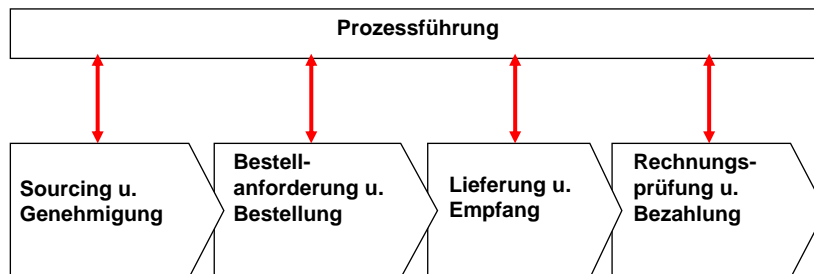 Prozessführung
Sourcing u.
Genehmigung
Bestell-
anforderung u.
Bestellung
Lieferung u.
Empfang
Rechnungs-
prüfung u.
Bezahlung